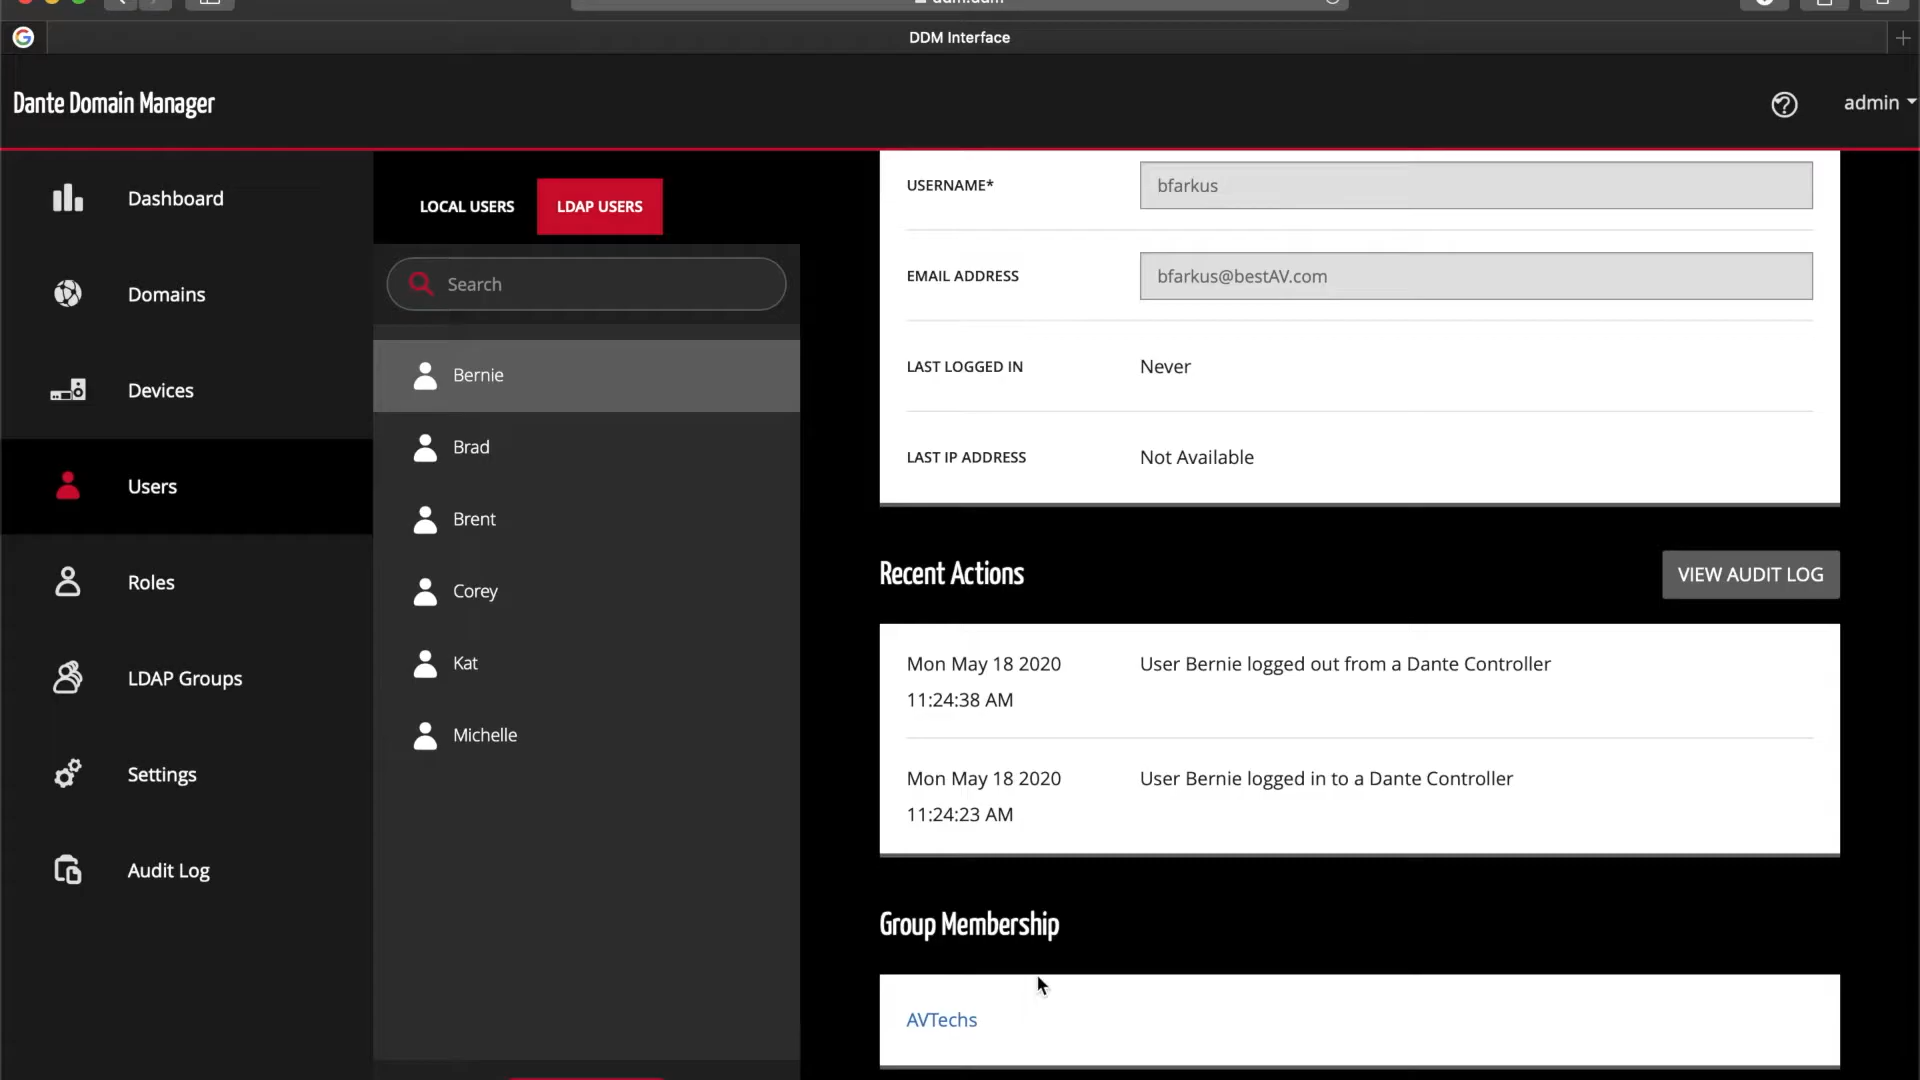 DDM Interface
Dante Domain Manager
admin
Dashboard
Domains
Devices
Users
Roles
LDAP Groups
Settings
Audit Log
LOCAL USERS
LDAP USERS
Search
Bernie
Brad
Brent
Corey
Kat
Michelle
USERNAME* bfarkus
EMAIL ADDRESS bfarkus@bestAV.com
LAST LOGGED IN Never
LAST IP ADDRESS Not Available
Recent Actions
VIEW AUDIT LOG
Mon May 18 2020 User Bernie logged out from a Dante Controller
11:24:38 AM
Mon May 18 2020 User Bernie logged in to a Dante Controller
11:24:23 AM
Group Membership
AVTechs